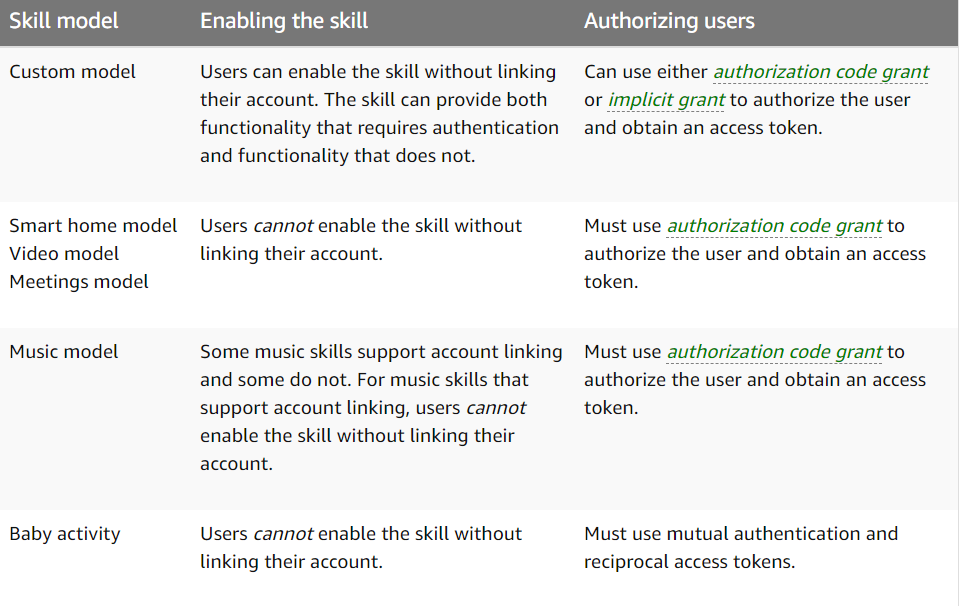 Skill model Enabling the skill Authorizing users
Custom model Users can enable the skill without linking Can use either authorization code grant
their account. The skill can provide both or implicit grant to authorize the user
functionality that requires authentication and obtain an access token.
and functionality that does not.
Smart home model Users cannot enable the skill without Must use authorization code grant to
Video model linking their account. authorize the user and obtain an access
Meetings model token.
Music model Some music skills support account linking Must use authorization code grant to
and some do not. For music skills that authorize the user and obtain an access
support account linking, users cannot token.
enable the skill without linking their
account.
Baby activity Users cannot enable the skill without Must use mutual authentication and
linking their account. reciprocal access tokens.